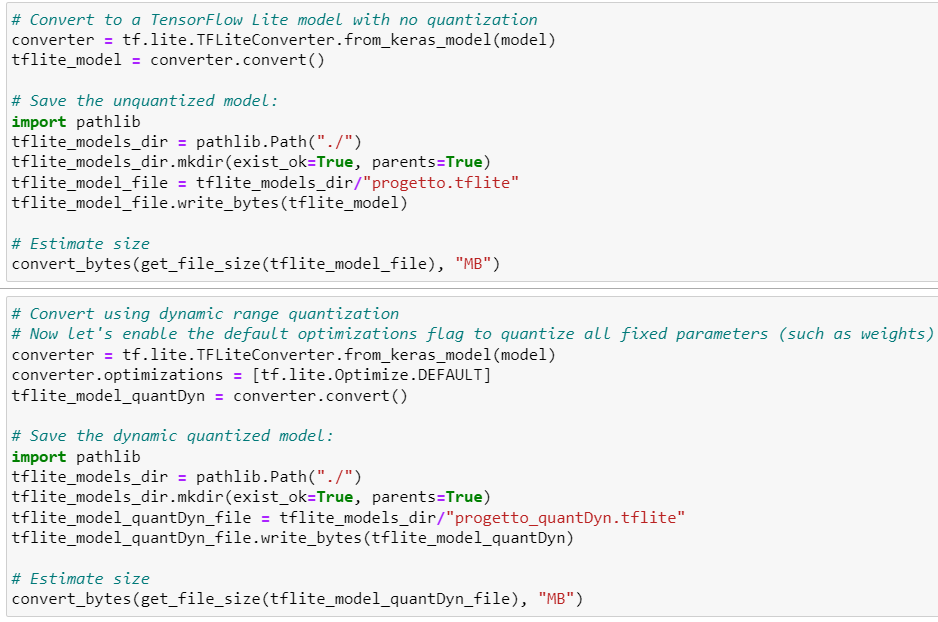 # Convert to a TensorFlow Lite model with no quantization
converter = tf.lite.TFLiteConverter.from_keras_model(model)
tflite_model = converter.convert()
# Save the unquantized model:
import pathlib
tflite_models_dir = pathlib.Path("./")
tflite_models_dir.mkdir(exist_ok=True, parents=True)
tflite_model_file = tflite_models_dir/"progetto.tflite"
tflite_model_file.write_bytes(tflite_model)
# Estimate size
convert_bytes(get_file_size(tflite_model_file), "MB")
# Convert using dynamic range quantization
# Now let's enable the default optimizations flag to quantize all fixed parameters (such as weights)
converter = tf.lite.TFLiteConverter.from_keras_model(model)
converter.optimizations = [tf.lite.Optimize.DEFAULT]
tflite_model_quantDyn = converter.convert()
# Save the dynamic quantized model:
import pathlib
tflite_models_dir = pathlib.Path("./")
tflite_models_dir.mkdir(exist_ok=True, parents=True)
tflite_model_quantDyn_file = tflite_models_dir/"progetto_quantDyn.tflite"
tflite_model_quantDyn_file.write_bytes(tflite_model_quantDyn)
# Estimate size
convert_bytes(get_file_size(tflite_model_quantDyn_file), "MB")